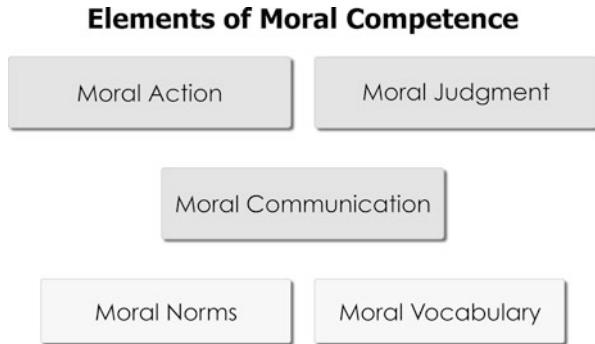 Elements of Moral Competence
Moral Action
Moral Judgment
Moral Communication
Moral Norms
Moral Vocabulary